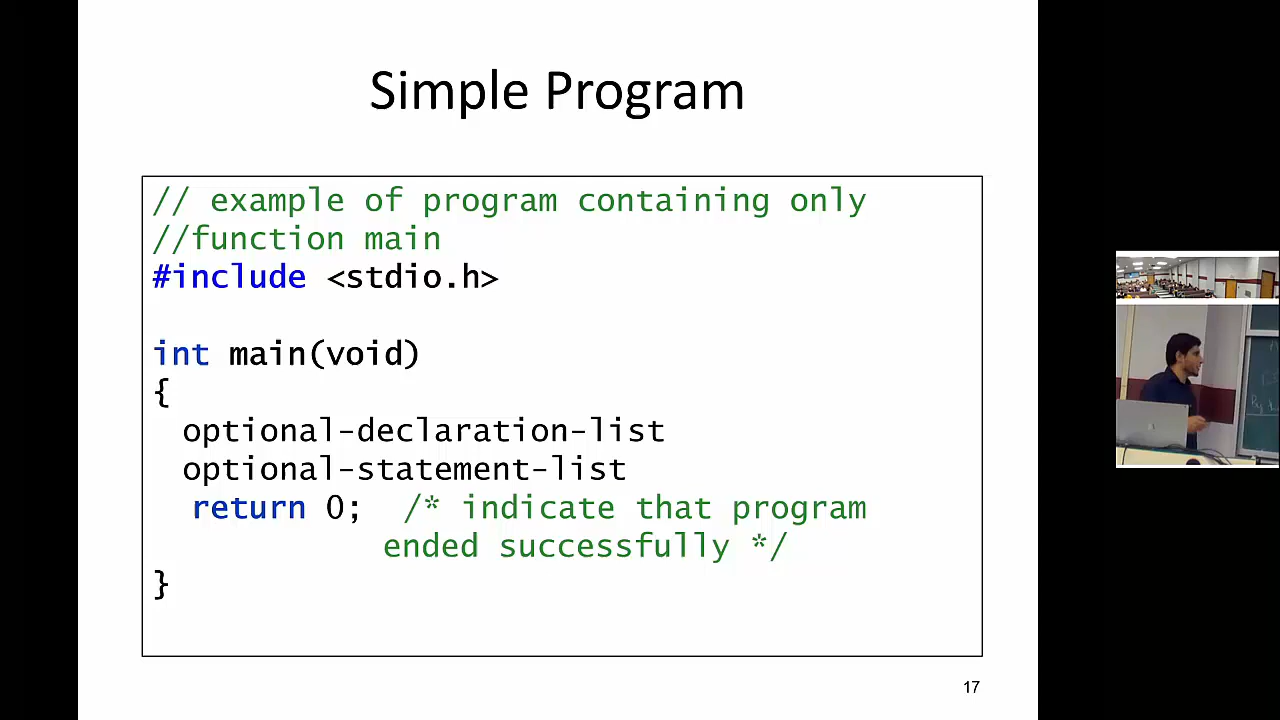 Simple Program
// example of program containing only
//function main
#include <stdio.h>
int main(void)
{
optional-declaration-list
optional-statement-list
return 0; /* indicate that program
ended successfully */
}
17